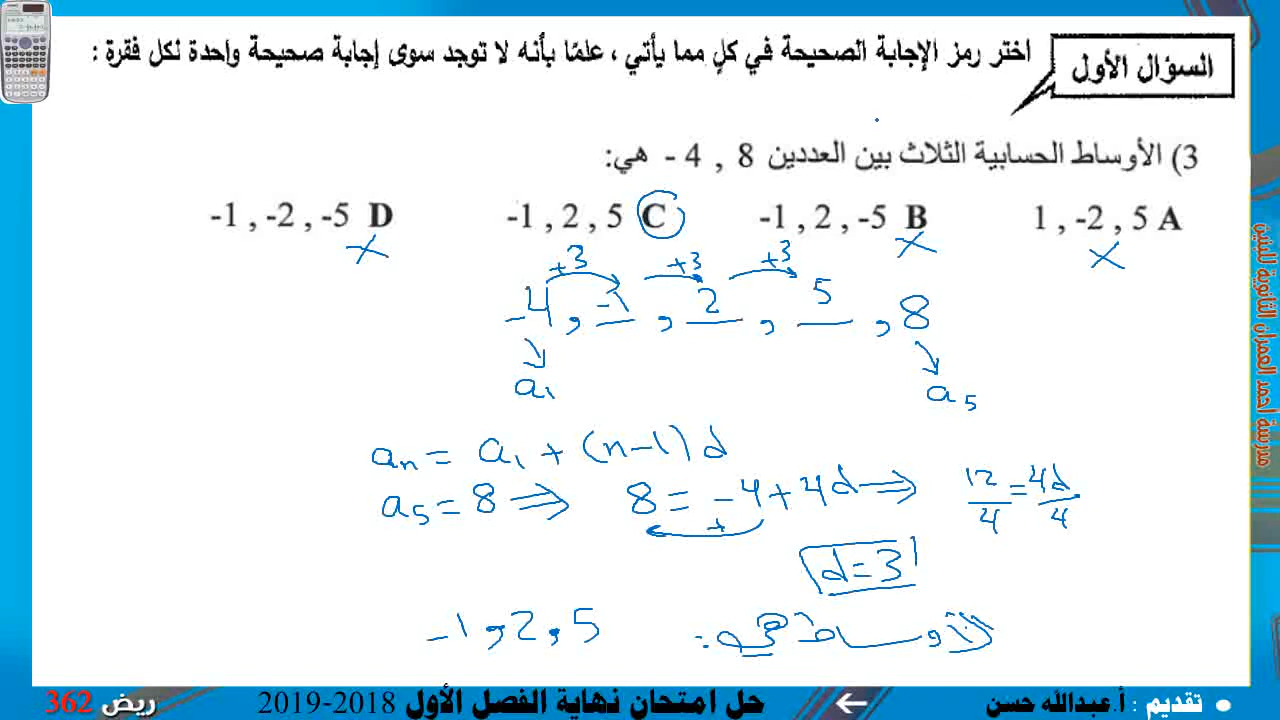 السؤال الأول
اختر رمز الإجابة الصحيحة في كلٍ مما يأتي ، علمًا بأنه لا توجد سوى إجابة صحيحة واحدة لكل فقرة :
3) الأوساط الحسابية الثلاث بين العددين 8 , 4 - هي:
1 , -2 , 5 A
-1 , 2 , -5 B
-1 , 2 , 5 C
-1 , -2 , -5 D
+3 +3 +3
-4 , -1 , 2 , 5 , 8
a1 a5
an = a1 + (n-1) d
a5 = 8 ⇒ 8 = -4 + 4d ⇒ 12/4 = 4d/4
+
d = 3
الأوساط هي :
-1 , 2 , 5
مدرسة احمد العمران الثانوية للبنين
• تقديم : أ.عبدالله حسن
← حل امتحان نهاية الفصل الأول 2018-2019
ريض 362